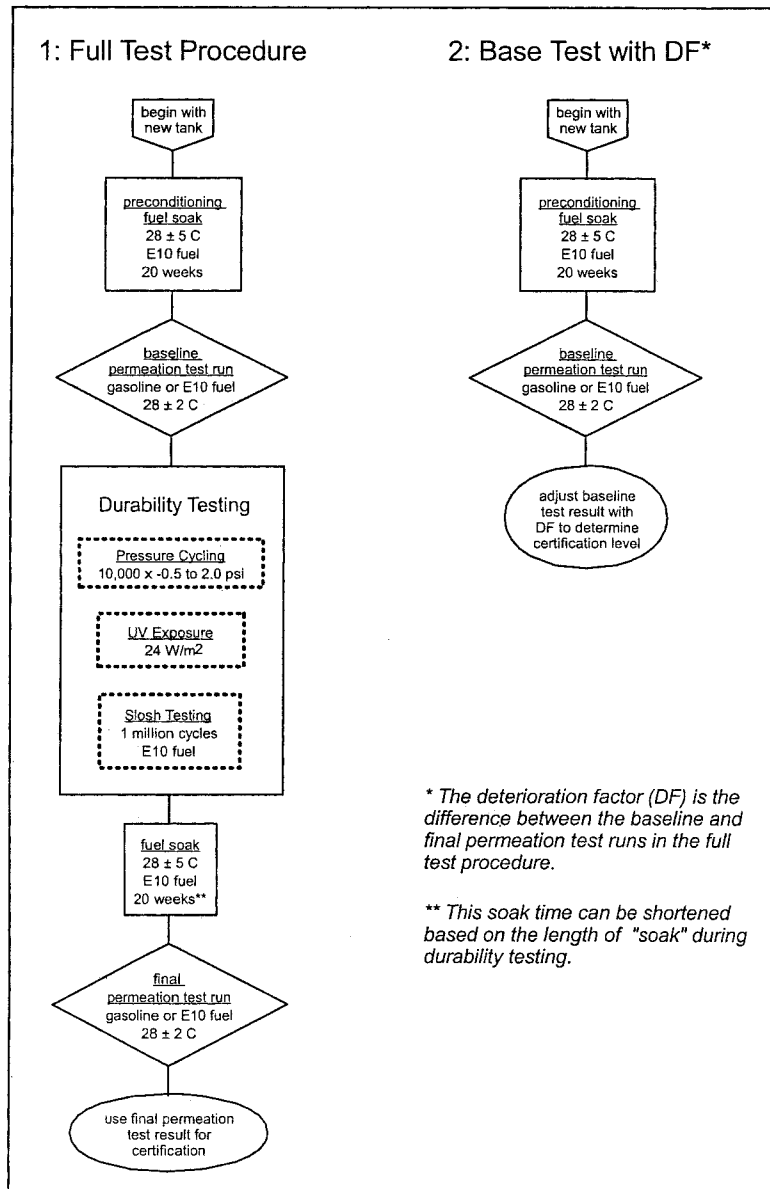 1: Full Test Procedure
begin with
new tank
preconditioning
fuel soak
28 ± 5 C
E10 fuel
20 weeks
baseline
permeation test run
gasoline or E10 fuel
28 ± 2 C
Durability Testing
Pressure Cycling
10,000 x -0.5 to 2.0 psi
UV Exposure
24 W/m2
Slosh Testing
1 million cycles
E10 fuel
fuel soak
28 ± 5 C
E10 fuel
20 weeks**
final
permeation test run
gasoline or E10 fuel
28 ± 2 C
use final permeation
test result for
certification
2: Base Test with DF*
begin with
new tank
preconditioning
fuel soak
28 ± 5 C
E10 fuel
20 weeks
baseline
permeation test run
gasoline or E10 fuel
28 ± 2 C
adjust baseline
test result with
DF to determine
certification level
* The deterioration factor (DF) is the
difference between the baseline and
final permeation test runs in the full
test procedure.
** This soak time can be shortened
based on the length of "soak" during
durability testing.